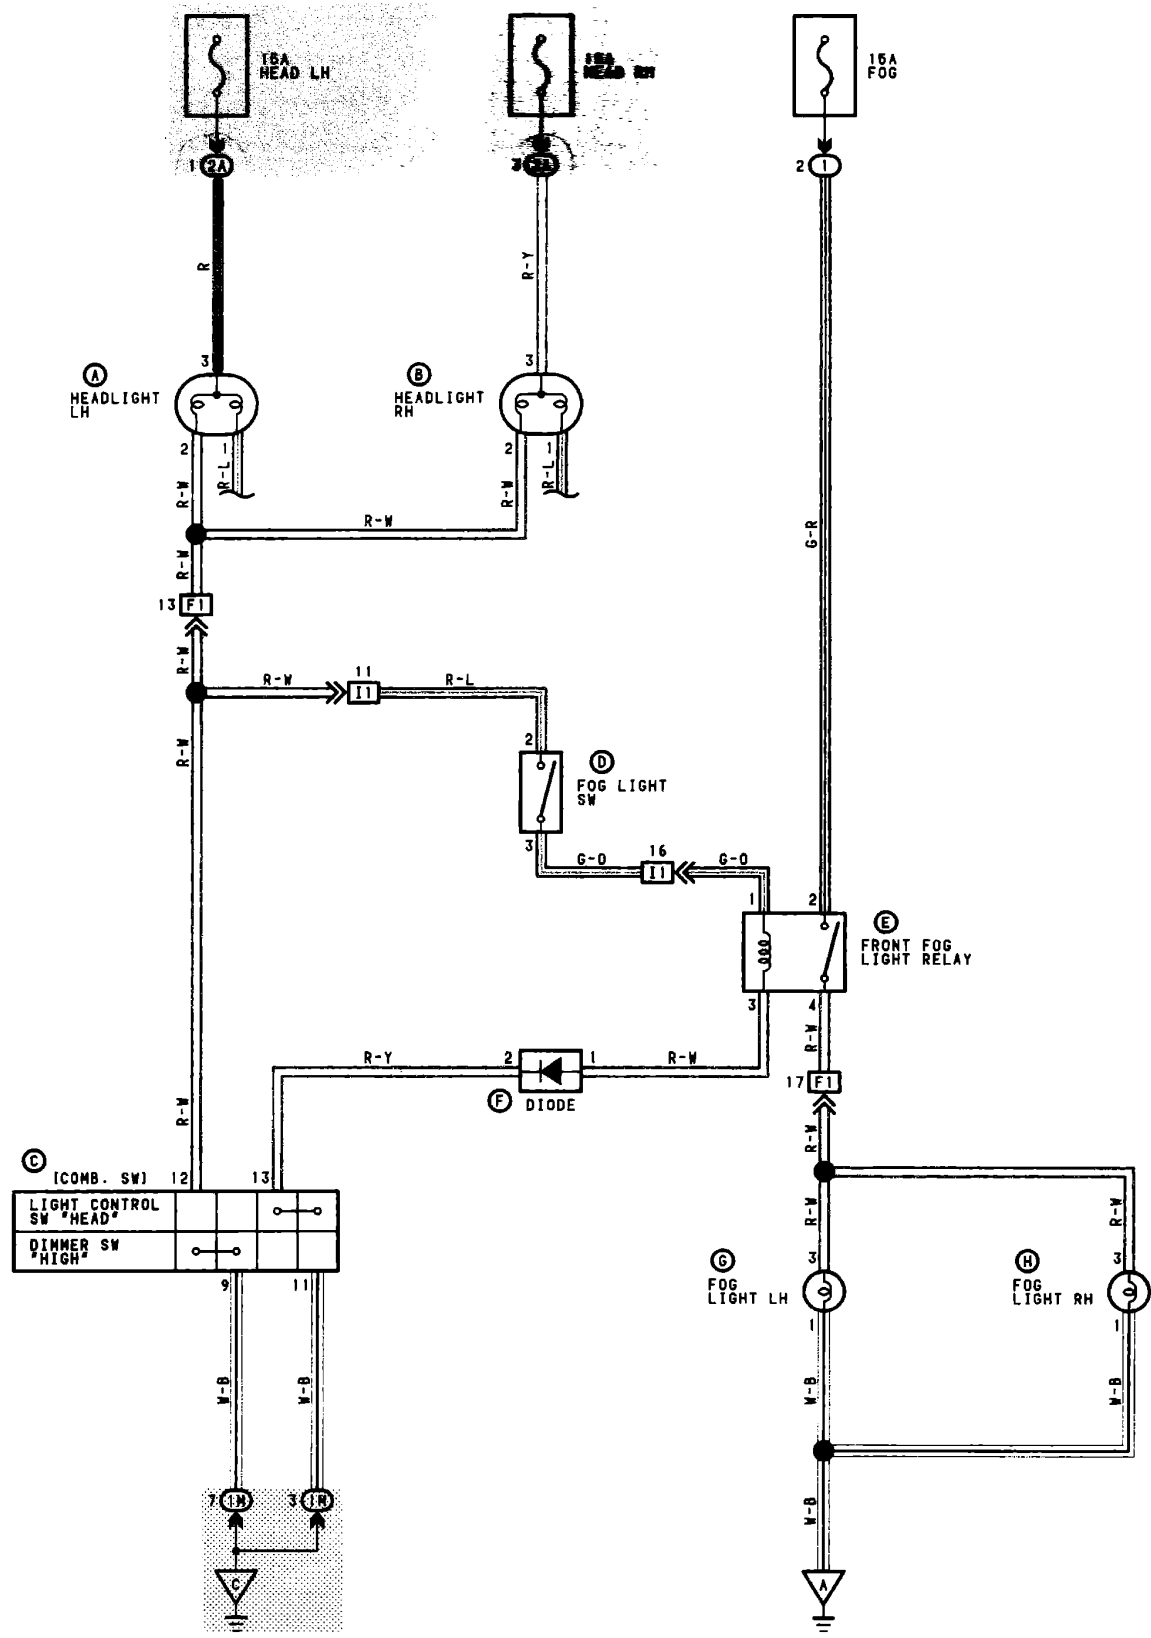 15A
HEAD LH
HEAD RH
15A
FOG
1 2A
2 1
R
R-Y
3
3
A
HEADLIGHT
LH
B
HEADLIGHT
RH
2
1
2
1
R-W
R-L
R-W
R-L
R-W
G-R
R-W
13 F1
R-W
11
R-W
I1
R-L
R-W
2
D
FOG LIGHT
SW
3
16
G-O
I1
G-O
1
2
E
FRONT FOG
LIGHT RELAY
3
4
R-W
R-Y
2
1
R-W
17 F1
F
DIODE
R-W
R-W
C
[COMB. SW]
12
13
LIGHT CONTROL
SW "HEAD"
DIMMER SW
"HIGH"
R-W
R-W
9
11
G
FOG
LIGHT LH
3
H
FOG
LIGHT RH
3
1
1
W-B
W-B
W-B
W-B
7 1M
3 1M
W-B
C
A